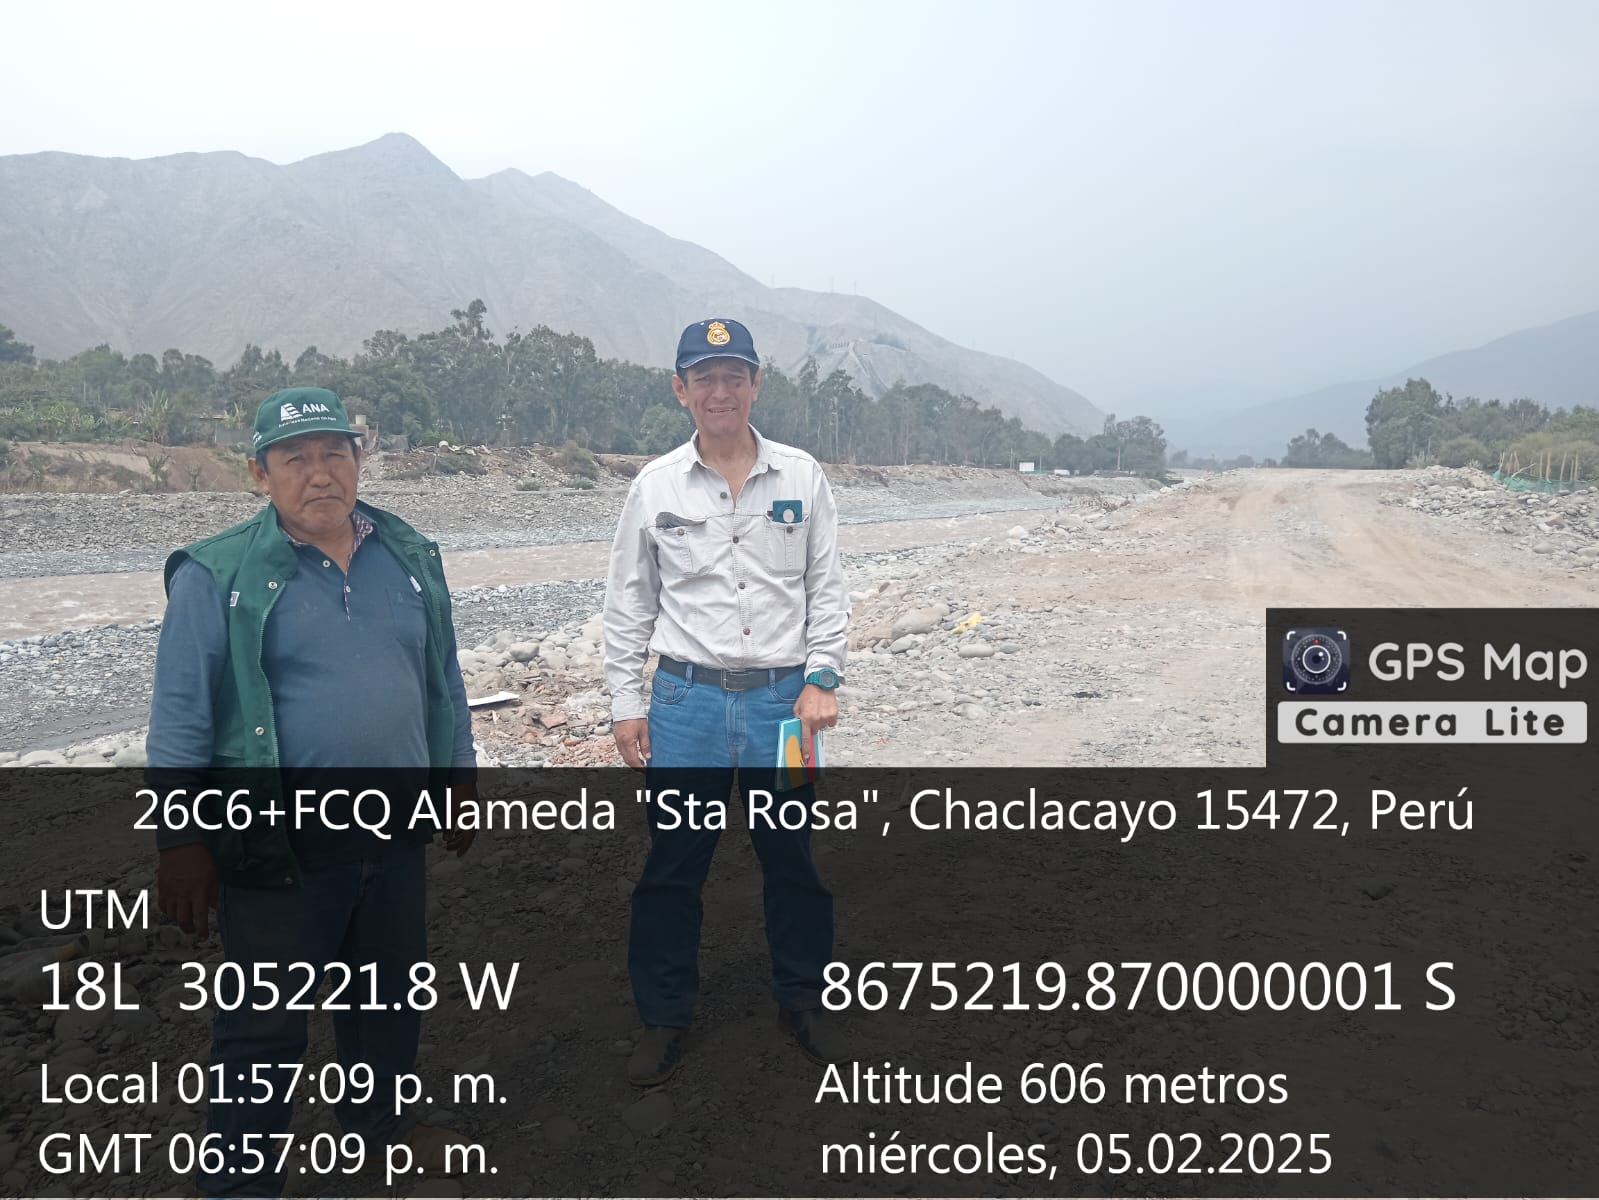 ANA
GPS Map
Camera Lite
26C6+FCQ Alameda "Sta Rosa", Chaclacayo 15472, Perú
UTM
18L 305221.8 W
8675219.870000001 S
Local 01:57:09 p. m.
Altitude 606 metros
GMT 06:57:09 p. m.
miércoles, 05.02.2025